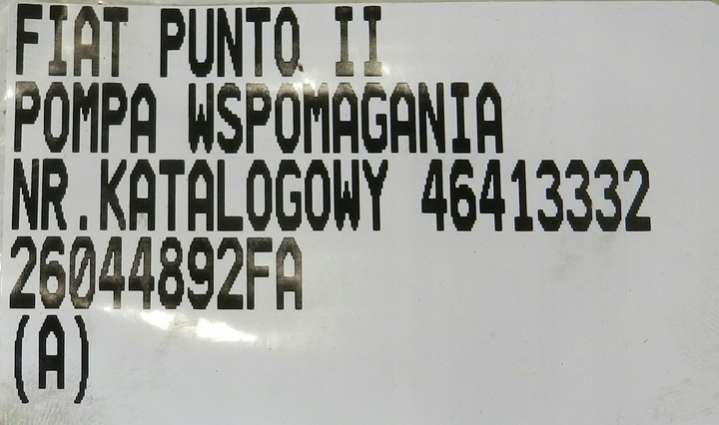 FIAT PUNTO II
POMPA WSPOMAGANIA
NR.KATALOGOWY 46413332
26044892FA
(A)